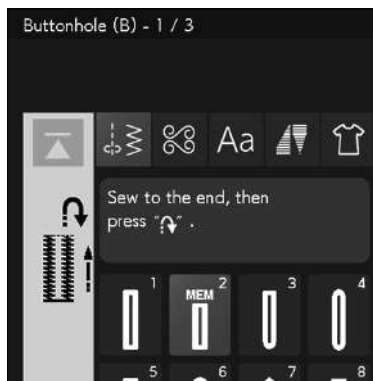 Buttonhole (B) - 1 / 3
Aa
Sew to the end, then
press " ".
1
MEM 2
3
4
5
6
7
8